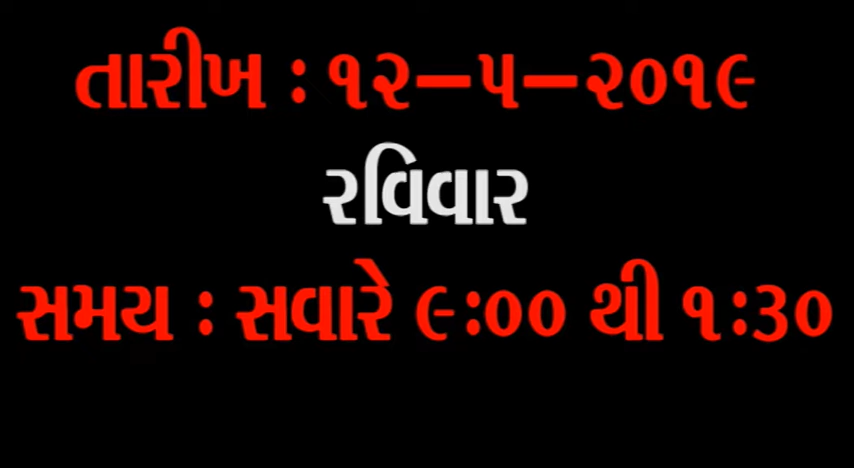 તારીખ : ૧૨–૫–૨૦૧૯
રવિવાર
સમય : સવારે ૯:૦૦ થી ૧:૩૦